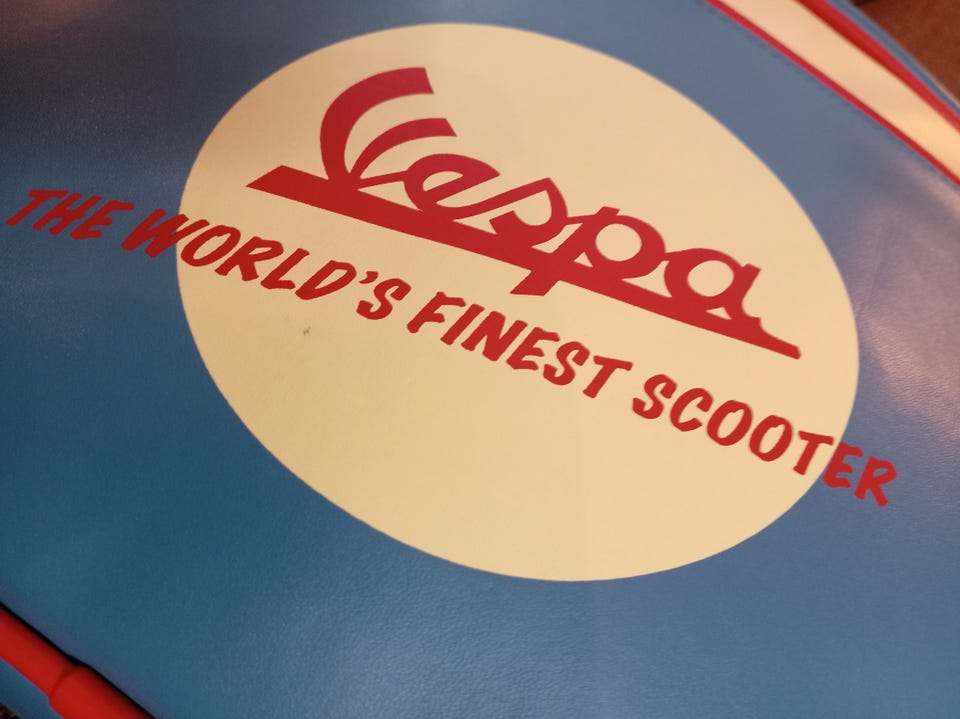 Vespa
THE WORLD'S FINEST SCOOTER